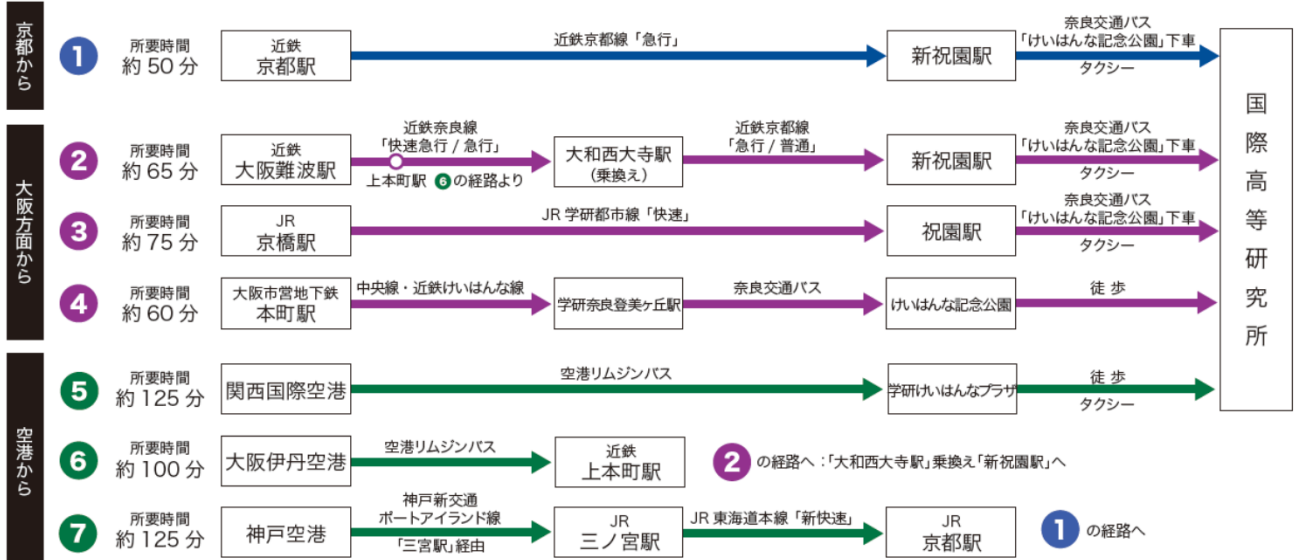 京都から
1
所要時間
約 50 分
近鉄
京都駅
近鉄京都線「急行」
新祝園駅
奈良交通バス
「けいはんな記念公園」下車
タクシー
国際高等研究所
大阪方面から
2
所要時間
約 65 分
近鉄
大阪難波駅
近鉄奈良線
「快速急行 / 急行」
上本町駅 6 の経路より
大和西大寺駅
(乗換え)
近鉄京都線
「急行 / 普通」
新祝園駅
奈良交通バス
「けいはんな記念公園」下車
タクシー
3
所要時間
約 75 分
JR
京橋駅
JR 学研都市線「快速」
祝園駅
奈良交通バス
「けいはんな記念公園」下車
タクシー
4
所要時間
約 60 分
大阪市営地下鉄
本町駅
中央線・近鉄けいはんな線
学研奈良登美ヶ丘駅
奈良交通バス
けいはんな記念公園
徒 歩
空港から
5
所要時間
約 125 分
関西国際空港
空港リムジンバス
学研けいはんなプラザ
徒 歩
タクシー
6
所要時間
約 100 分
大阪伊丹空港
空港リムジンバス
近鉄
上本町駅
2 の経路へ:「大和西大寺駅」乗換え「新祝園駅」へ
7
所要時間
約 125 分
神戸空港
神戸新交通
ポートアイランド線
「三宮駅」経由
JR
三ノ宮駅
JR 東海道本線「新快速」
JR
京都駅
1 の経路へ